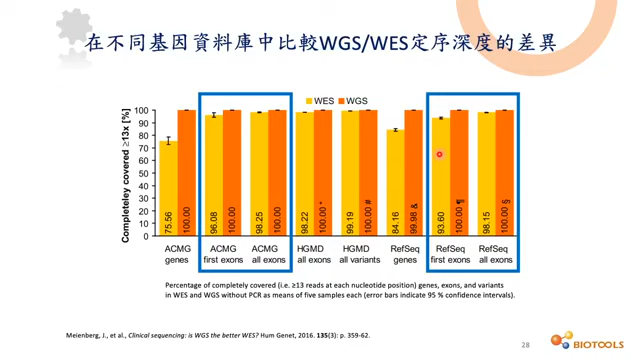 在不同基因資料庫中比較WGS/WES定序深度的差異
WES WGS
Completeley covered ≥13x [%]
100
90
80
70
60
50
40
30
20
10
0
75.56 100.00 96.08 100.00 98.25 100.00 98.22 100.00 * 99.19 100.00 # 84.16 99.98 & 93.60 100.00 ¶ 98.15 100.00 §
ACMG ACMG ACMG HGMD HGMD RefSeq RefSeq RefSeq
genes first exons all exons all exons all variants genes first exons all exons
Percentage of completely covered (i.e. ≥13 reads at each nucleotide position) genes, exons, and variants
in WES and WGS without PCR as means of five samples each (error bars indicate 95 % confidence intervals).
Meienberg, J., et al., Clinical sequencing: is WGS the better WES? Hum Genet, 2016. 135(3): p. 359-62.
28
BIOTOOLS